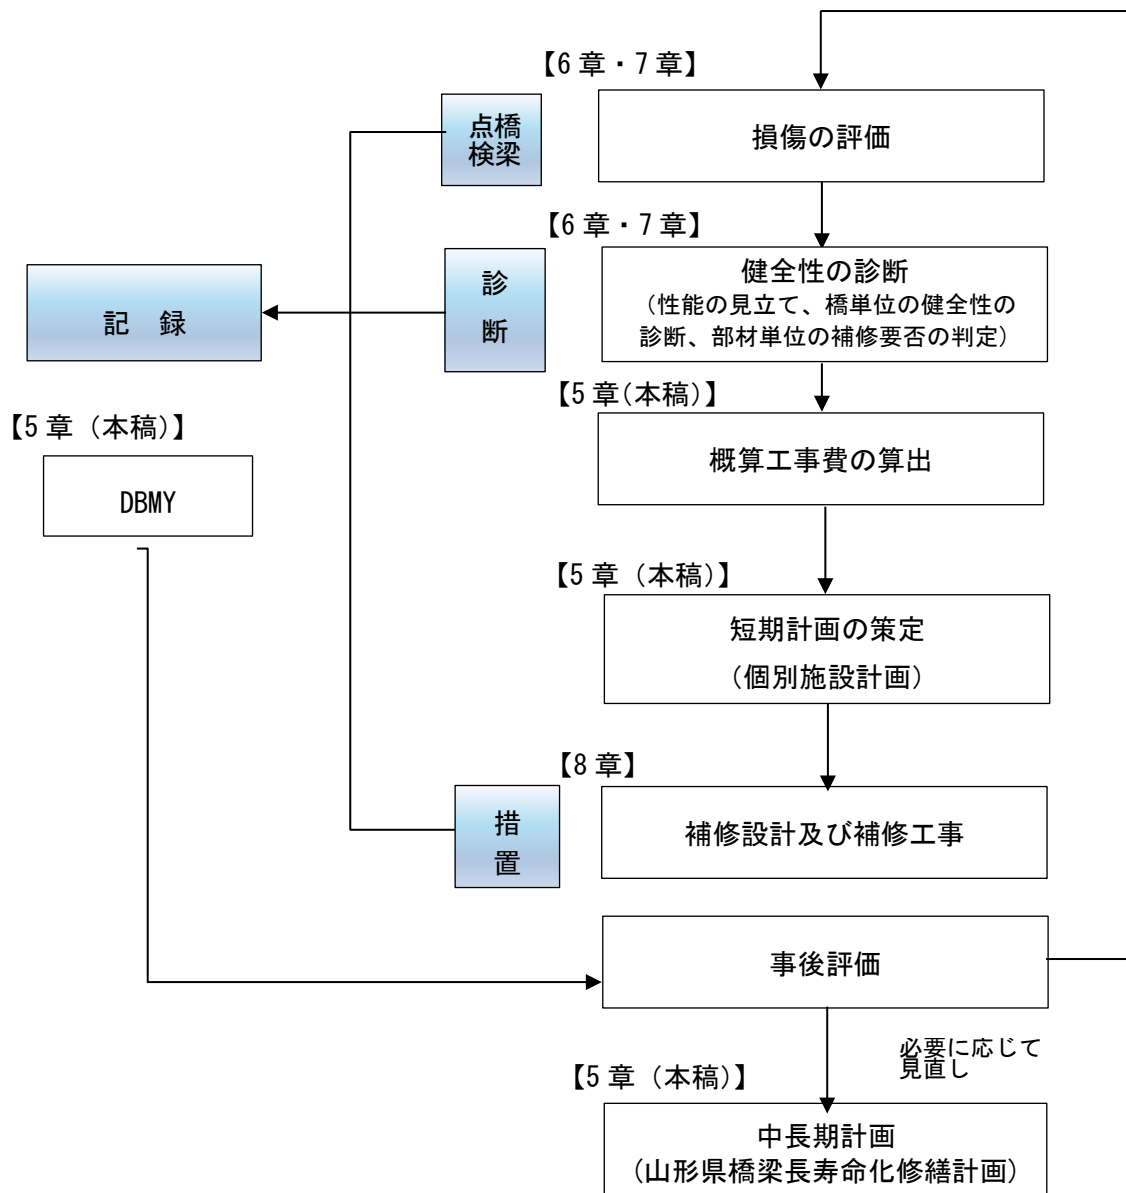 【6章・7章】
点橋
検梁
損傷の評価
【6章・7章】
診
断
健全性の診断
（性能の見立て、橋単位の健全性の
診断、部材単位の補修要否の判定）
記　録
【5章(本稿)】
【5章（本稿）】
概算工事費の算出
DBMY
【5章（本稿）】
短期計画の策定
（個別施設計画）
【8章】
措
置
補修設計及び補修工事
事後評価
必要に応じて
見直し
【5章（本稿）】
中長期計画
（山形県橋梁長寿命化修繕計画）